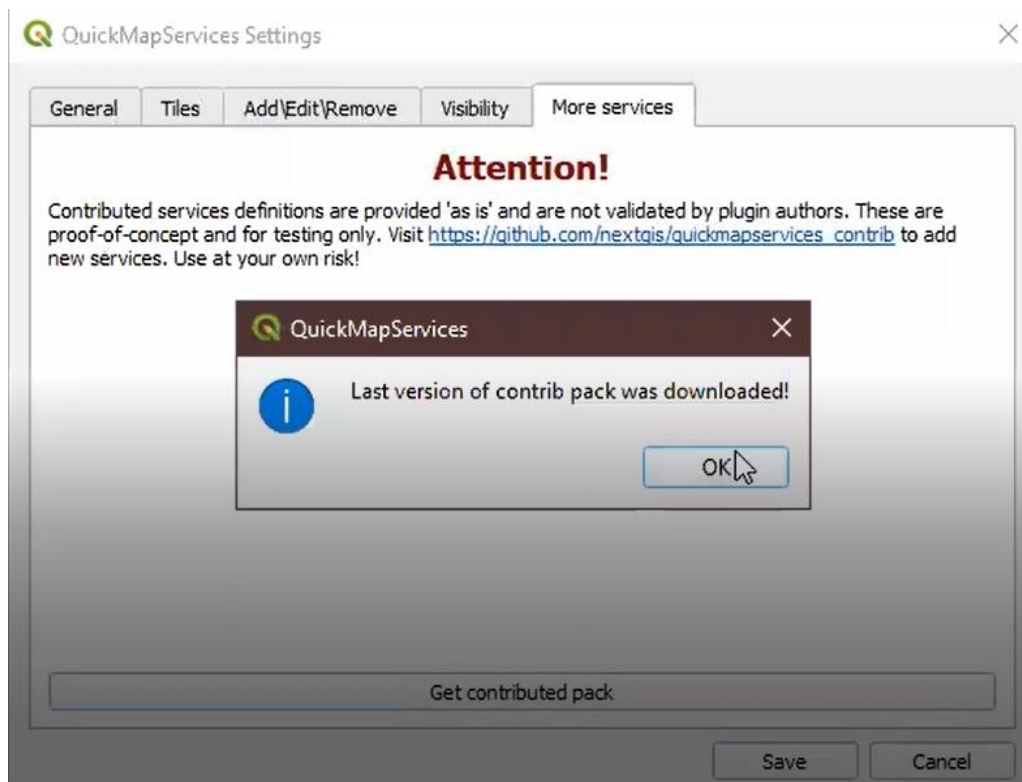 QuickMapServices Settings
General Tiles Add\Edit\Remove Visibility More services
Attention!
Contributed services definitions are provided 'as is' and are not validated by plugin authors. These are
proof-of-concept and for testing only. Visit https://github.com/nextgis/quickmapservices_contrib to add
new services. Use at your own risk!
QuickMapServices
Last version of contrib pack was downloaded!
OK
Get contributed pack
Save Cancel